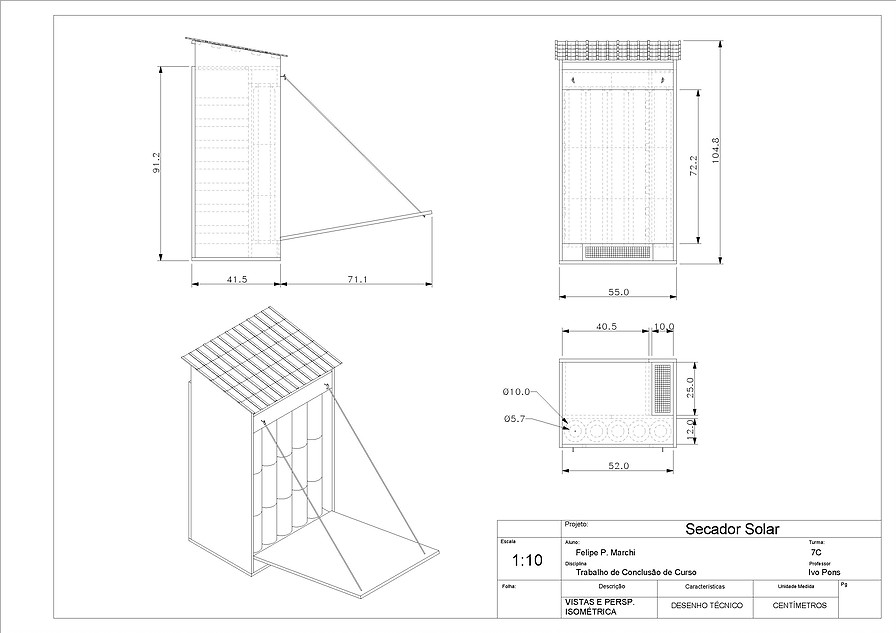 91.2
41.5
71.1
72.2
104.8
55.0
40.5
10.0
Ø10.0
Ø5.7
25.0
12.0
52.0
Projeto:
Secador Solar
Escala
1:10
Aluno:
Felipe P. Marchi
Turma:
7C
Disciplina
Trabalho de Conclusão de Curso
Professor
Ivo Pons
Folha:
Descrição
Características
Unidade Medida
Pg
VISTAS E PERSP.
ISOMÉTRICA
DESENHO TÉCNICO
CENTÍMETROS